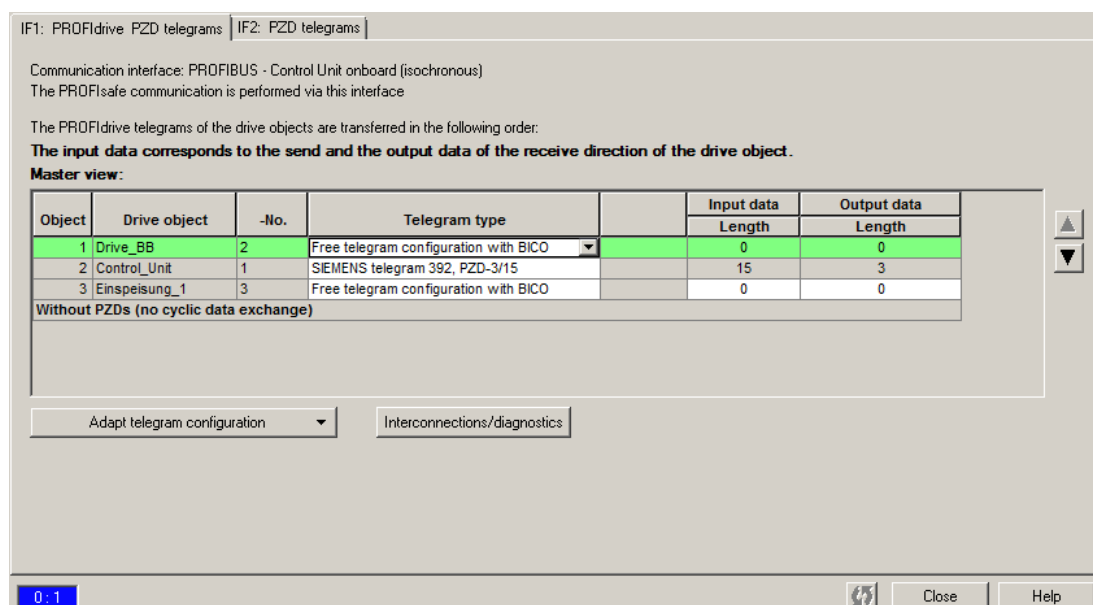 IF1: PROFIdrive PZD telegrams IF2: PZD telegrams
Communication interface: PROFIBUS - Control Unit onboard (isochronous)
The PROFIsafe communication is performed via this interface
The PROFIdrive telegrams of the drive objects are transferred in the following order:
The input data corresponds to the send and the output data of the receive direction of the drive object.
Master view:
Object Drive object -No. Telegram type Input data Output data
Length Length
1 Drive_BB 2 Free telegram configuration with BICO 0 0
2 Control_Unit 1 SIEMENS telegram 392, PZD-3/15 15 3
3 Einspeisung_1 3 Free telegram configuration with BICO 0 0
Without PZDs (no cyclic data exchange)
Adapt telegram configuration Interconnections/diagnostics
0:1 Close Help